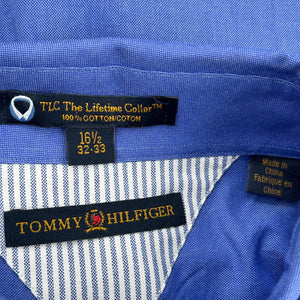 TLC The Lifetime Collar™
100% COTTON/COTON
16½
32-33
Made in
China
Fabriqué en
Chine
TOMMY HILFIGER